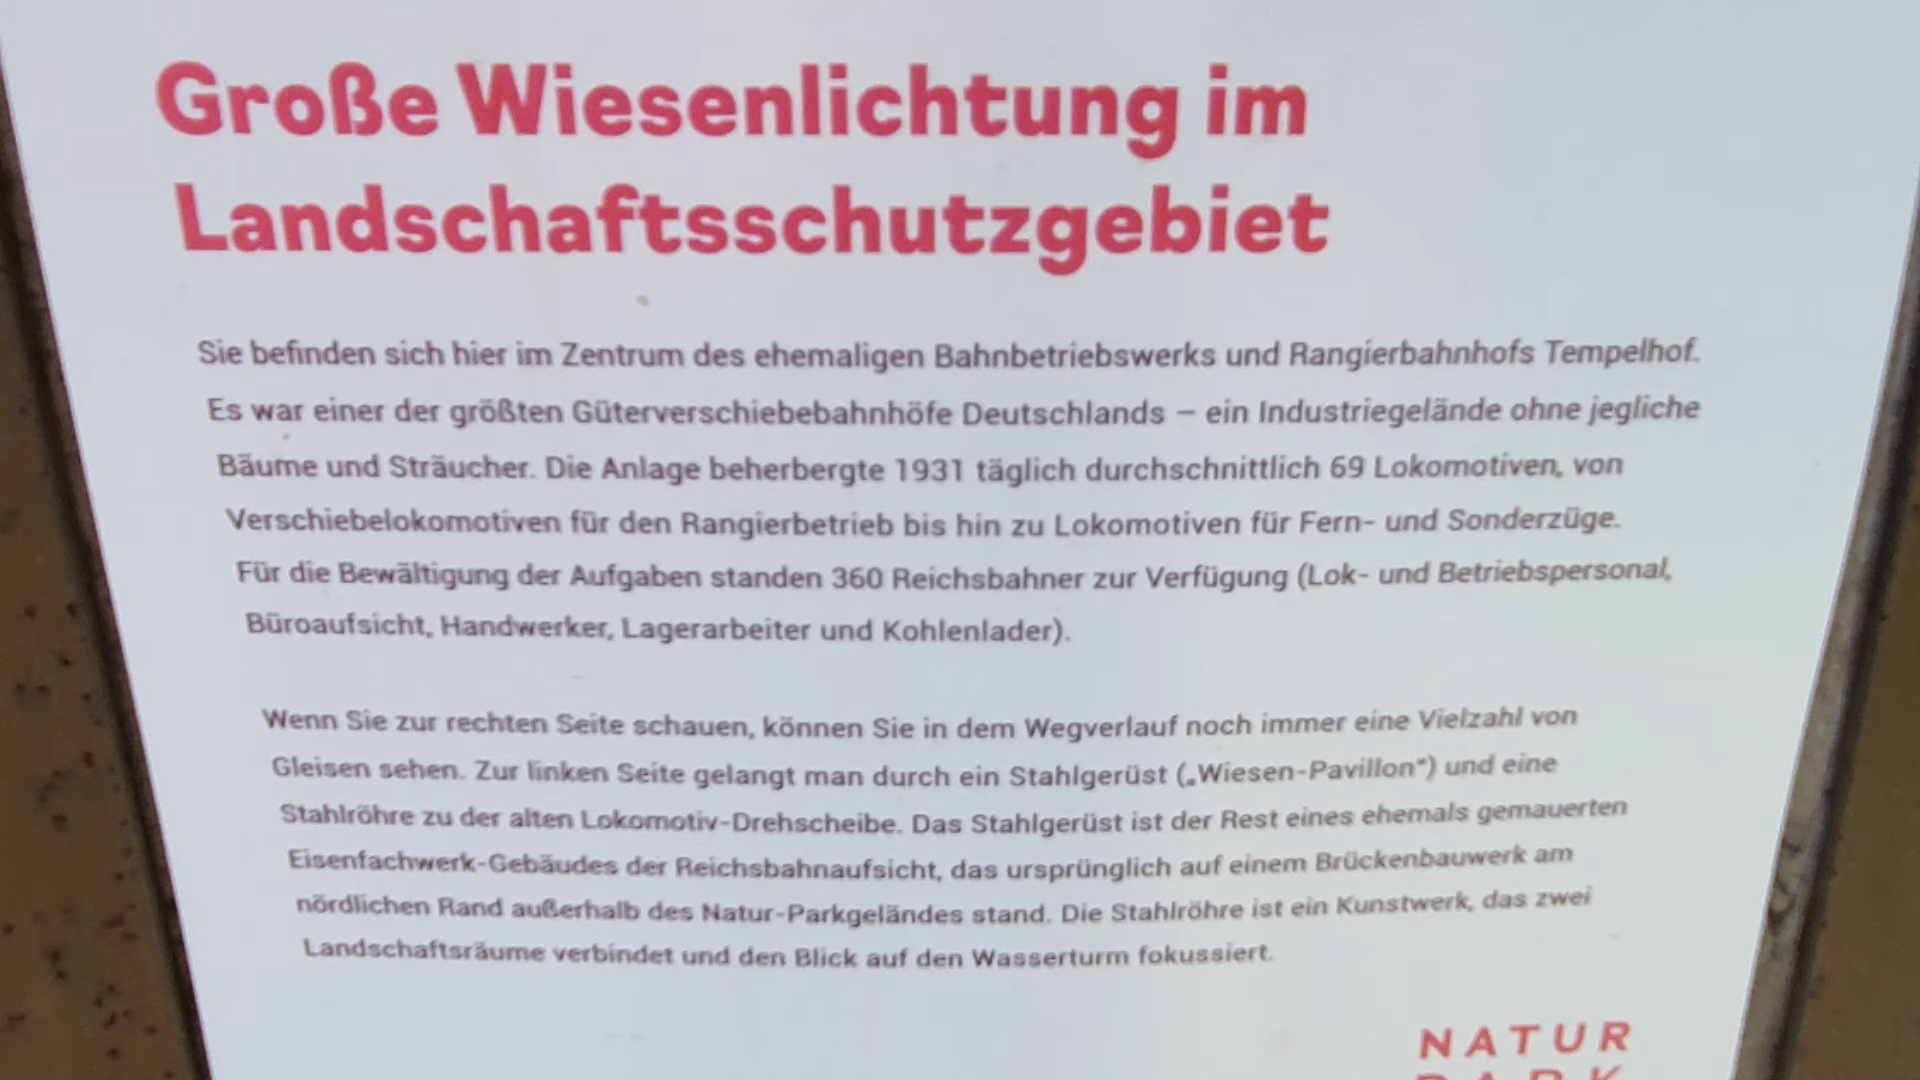 Große Wiesenlichtung im
Landschaftsschutzgebiet
Sie befinden sich hier im Zentrum des ehemaligen Bahnbetriebswerks und Rangierbahnhofs Tempelhof.
Es war einer der größten Güterverschiebebahnhöfe Deutschlands – ein Industriegelände ohne jegliche
Bäume und Sträucher. Die Anlage beherbergte 1931 täglich durchschnittlich 69 Lokomotiven, von
Verschiebelokomotiven für den Rangierbetrieb bis hin zu Lokomotiven für Fern- und Sonderzüge.
Für die Bewältigung der Aufgaben standen 360 Reichsbahner zur Verfügung (Lok- und Betriebspersonal,
Büroaufsicht, Handwerker, Lagerarbeiter und Kohlenlader).
Wenn Sie zur rechten Seite schauen, können Sie in dem Wegverlauf noch immer eine Vielzahl von
Gleisen sehen. Zur linken Seite gelangt man durch ein Stahlgerüst („Wiesen-Pavillon“) und eine
Stahlröhre zu der alten Lokomotiv-Drehscheibe. Das Stahlgerüst ist der Rest eines ehemals gemauerten
Eisenfachwerk-Gebäudes der Reichsbahnaufsicht, das ursprünglich auf einem Brückenbauwerk am
nördlichen Rand außerhalb des Natur-Parkgeländes stand. Die Stahlröhre ist ein Kunstwerk, das zwei
Landschaftsräume verbindet und den Blick auf den Wasserturm fokussiert.
NATUR
PARK